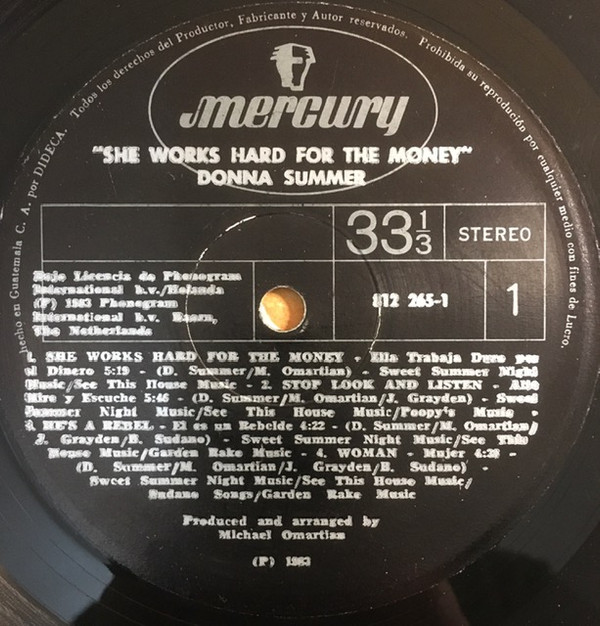 hecho en Guatemala C. A. por DIDECA. Todos los derechos del Productor, Fabricante y Autor reservados. Prohibida su reproducción por cualquier medio con fines de Lucro.
mercury
"SHE WORKS HARD FOR THE MONEY"
DONNA SUMMER
33 1/3 STEREO
Bajo Licencia de Phonogram
International b.v./Holanda
(P) 1983 Phonogram
International b.v. Baarn,
The Netherlands
812 265-1
1
1. SHE WORKS HARD FOR THE MONEY - Ella Trabaja Duro por
el Dinero 5:19 - (D. Summer/M. Omartian) - Sweet Summer Night
Music/See This House Music - 2. STOP LOOK AND LISTEN - Alto
Mire y Escuche 5:46 - (D. Summer/M. Omartian/J. Grayden) - Sweet
Summer Night Music/See This House Music/Poopy's Music -
3. HE'S A REBEL - El es un Rebelde 4:22 - (D. Summer/M. Omartian/
J. Grayden/B. Sudano) - Sweet Summer Night Music/See This
House Music/Garden Rake Music - 4. WOMAN - Mujer 4:28 -
(D. Summer/M. Omartian/J. Grayden/B. Sudano) -
Sweet Summer Night Music/See This House Music/
Sudano Songs/Garden Rake Music
Produced and arranged by
Michael Omartian
(P) 1983